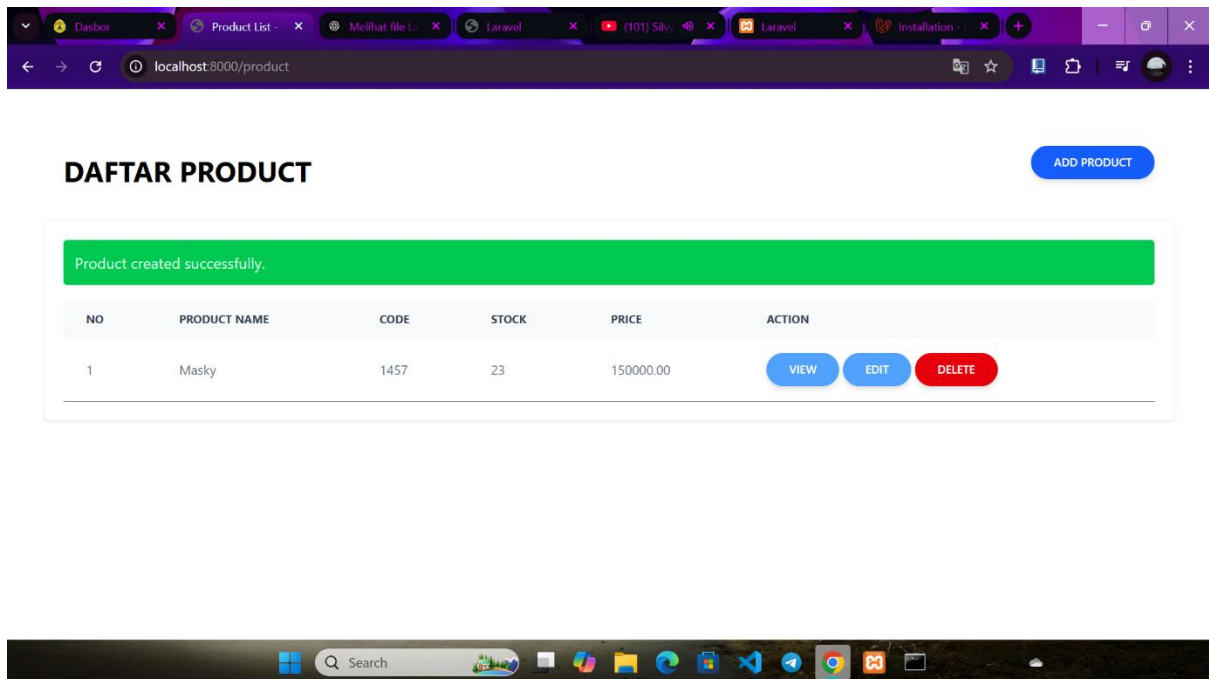 Dasbor
Product List -
Melihat file La
Laravel
(101) Silv
Laravel
Installation -
localhost:8000/product
DAFTAR PRODUCT
ADD PRODUCT
Product created successfully.
NO PRODUCT NAME CODE STOCK PRICE ACTION
1 Masky 1457 23 150000.00 VIEW EDIT DELETE
Search